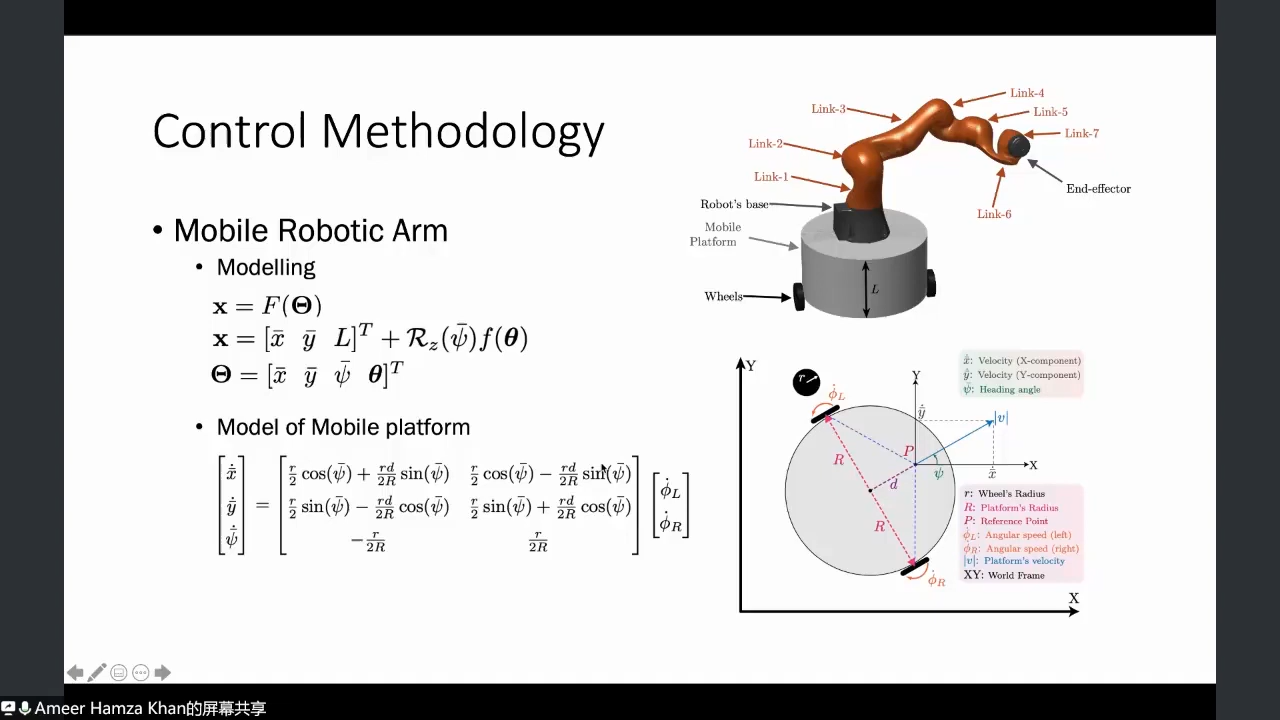 Control Methodology
• Mobile Robotic Arm
• Modelling
𝐱 = F(𝚯)
𝐱 = [x̄ ȳ L]ᵀ + ℛ_z(ψ̄)f(𝜽)
𝚯 = [x̄ ȳ ψ̄ 𝜽]ᵀ
• Model of Mobile platform
[x̄̇ ȳ̇ ψ̄̇] = [r/2 cos(ψ̄) + rd/2R sin(ψ̄) r/2 cos(ψ̄) − rd/2R sin(ψ̄)
r/2 sin(ψ̄) − rd/2R cos(ψ̄) r/2 sin(ψ̄) + rd/2R cos(ψ̄)
−r/2R r/2R] [φ̇_L φ̇_R]
Link-4
Link-3
Link-5
Link-7
Link-2
Link-1
End-effector
Robot's base
Link-6
Mobile
Platform
L
Wheels
Y
x̄̇: Velocity (X-component)
ȳ̇: Velocity (Y-component)
ψ̄: Heading angle
r
Y
φ̇_L
ȳ̇
|v|
P
R
ψ̄
X
x̄̇
d
R
φ̇_R
r: Wheel's Radius
R: Platform's Radius
P: Reference Point
φ̇_L: Angular speed (left)
φ̇_R: Angular speed (right)
|v|: Platform's velocity
XY: World Frame
X
Ameer Hamza Khan的屏幕共享